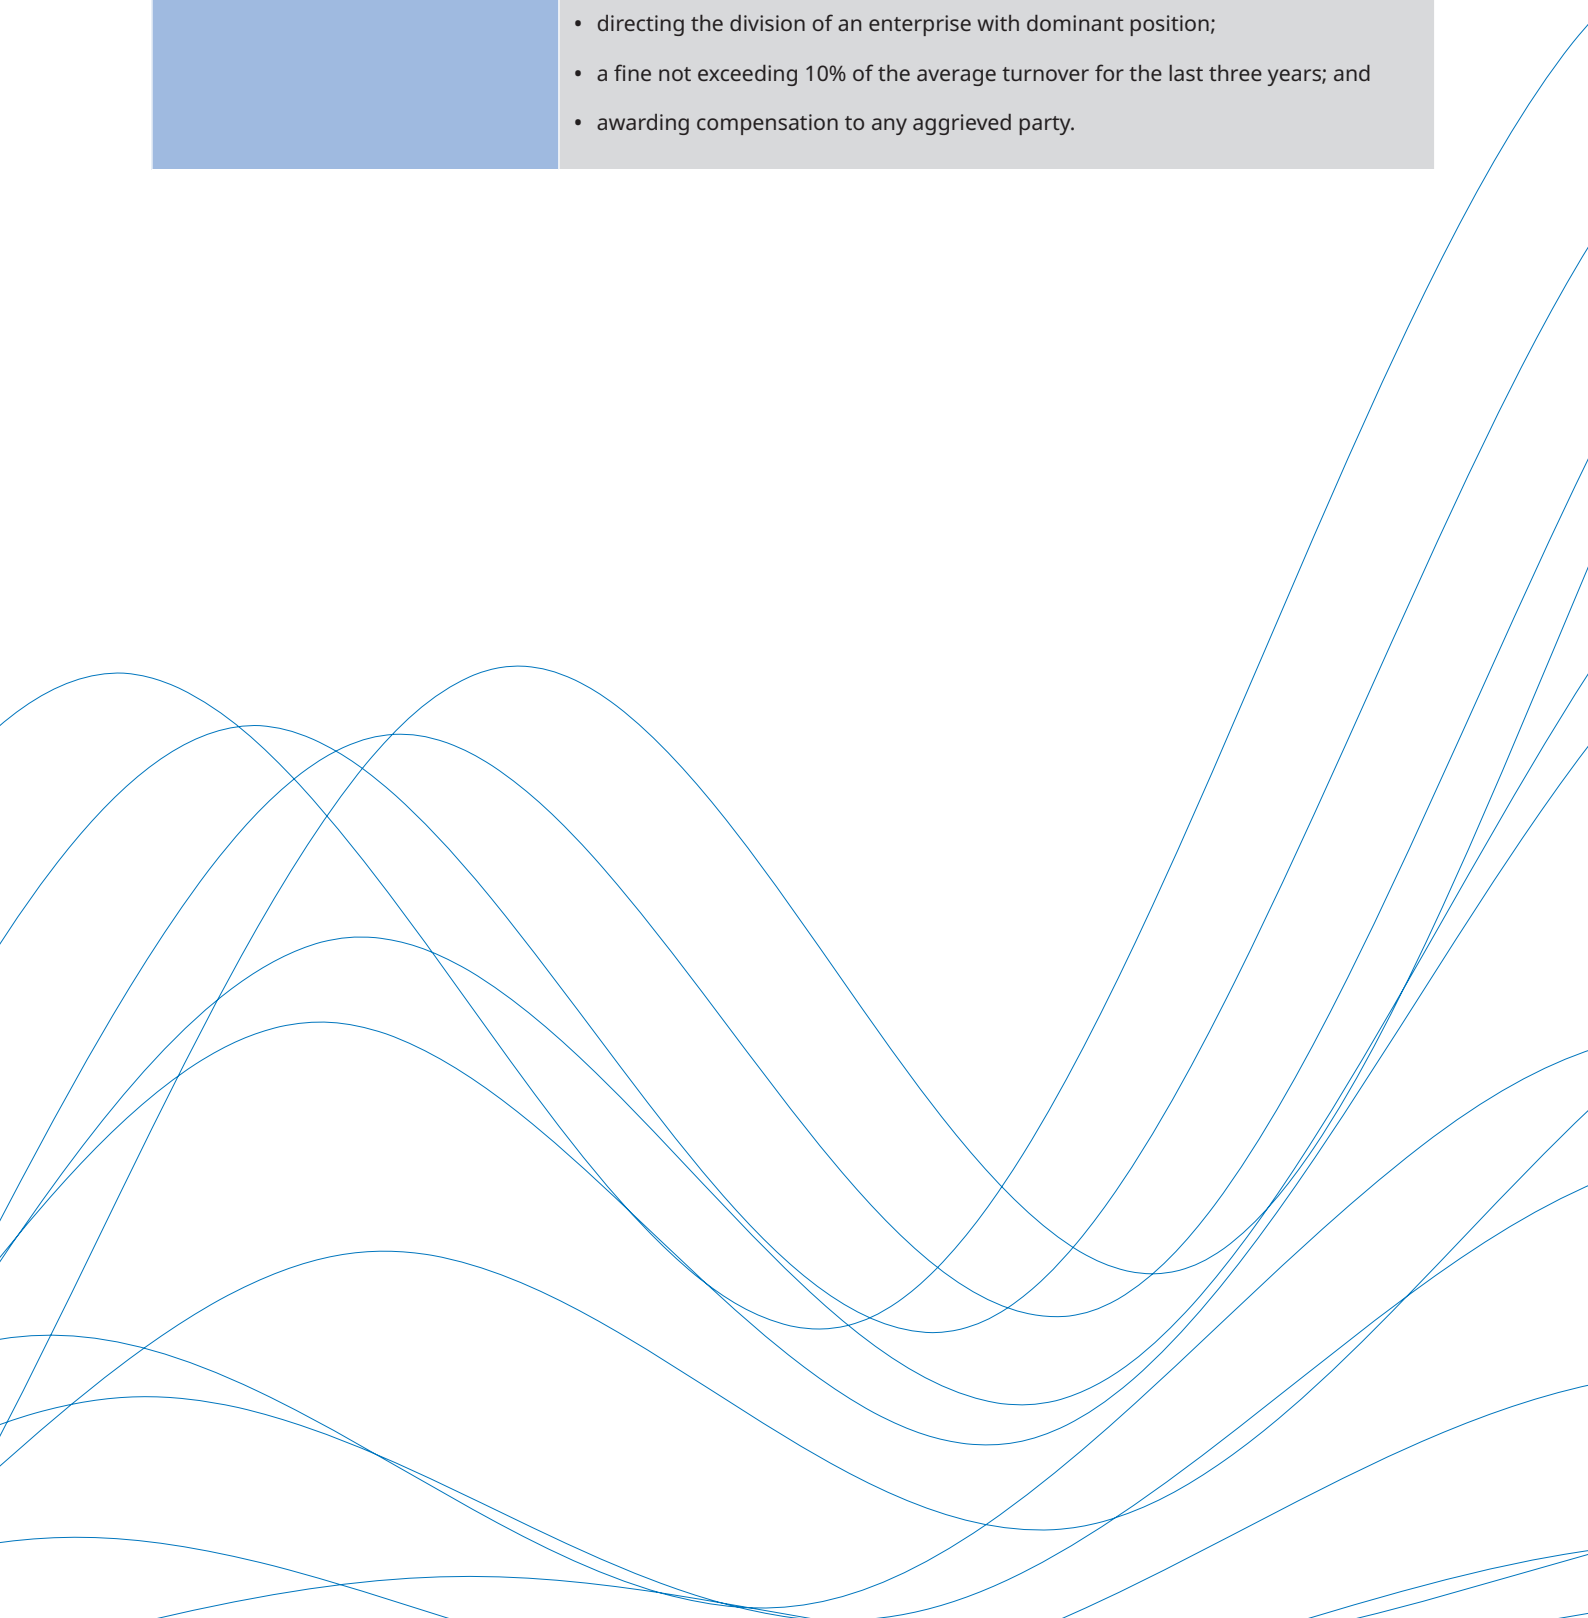 • directing the division of an enterprise with dominant position;
• a fine not exceeding 10% of the average turnover for the last three years; and
• awarding compensation to any aggrieved party.